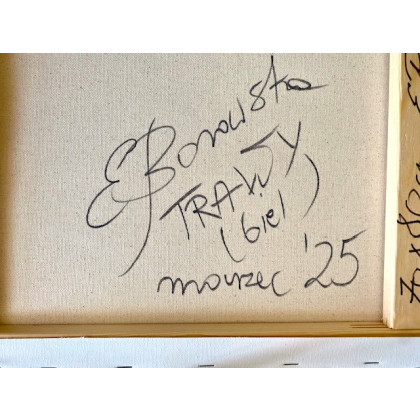 E Borowska
TRAWY
(biel)
marzec '25